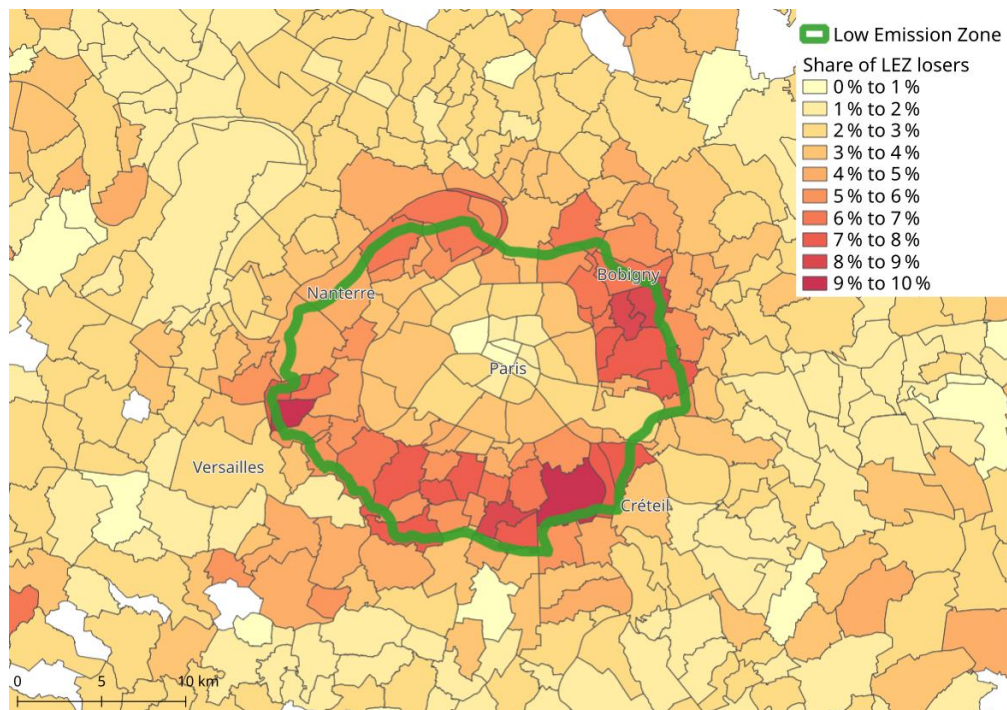 Low Emission Zone
Share of LEZ losers
0 % to 1 %
1 % to 2 %
2 % to 3 %
3 % to 4 %
4 % to 5 %
5 % to 6 %
6 % to 7 %
7 % to 8 %
8 % to 9 %
9 % to 10 %
Bobigny
Nanterre
Paris
Versailles
Créteil
0 5 10 km